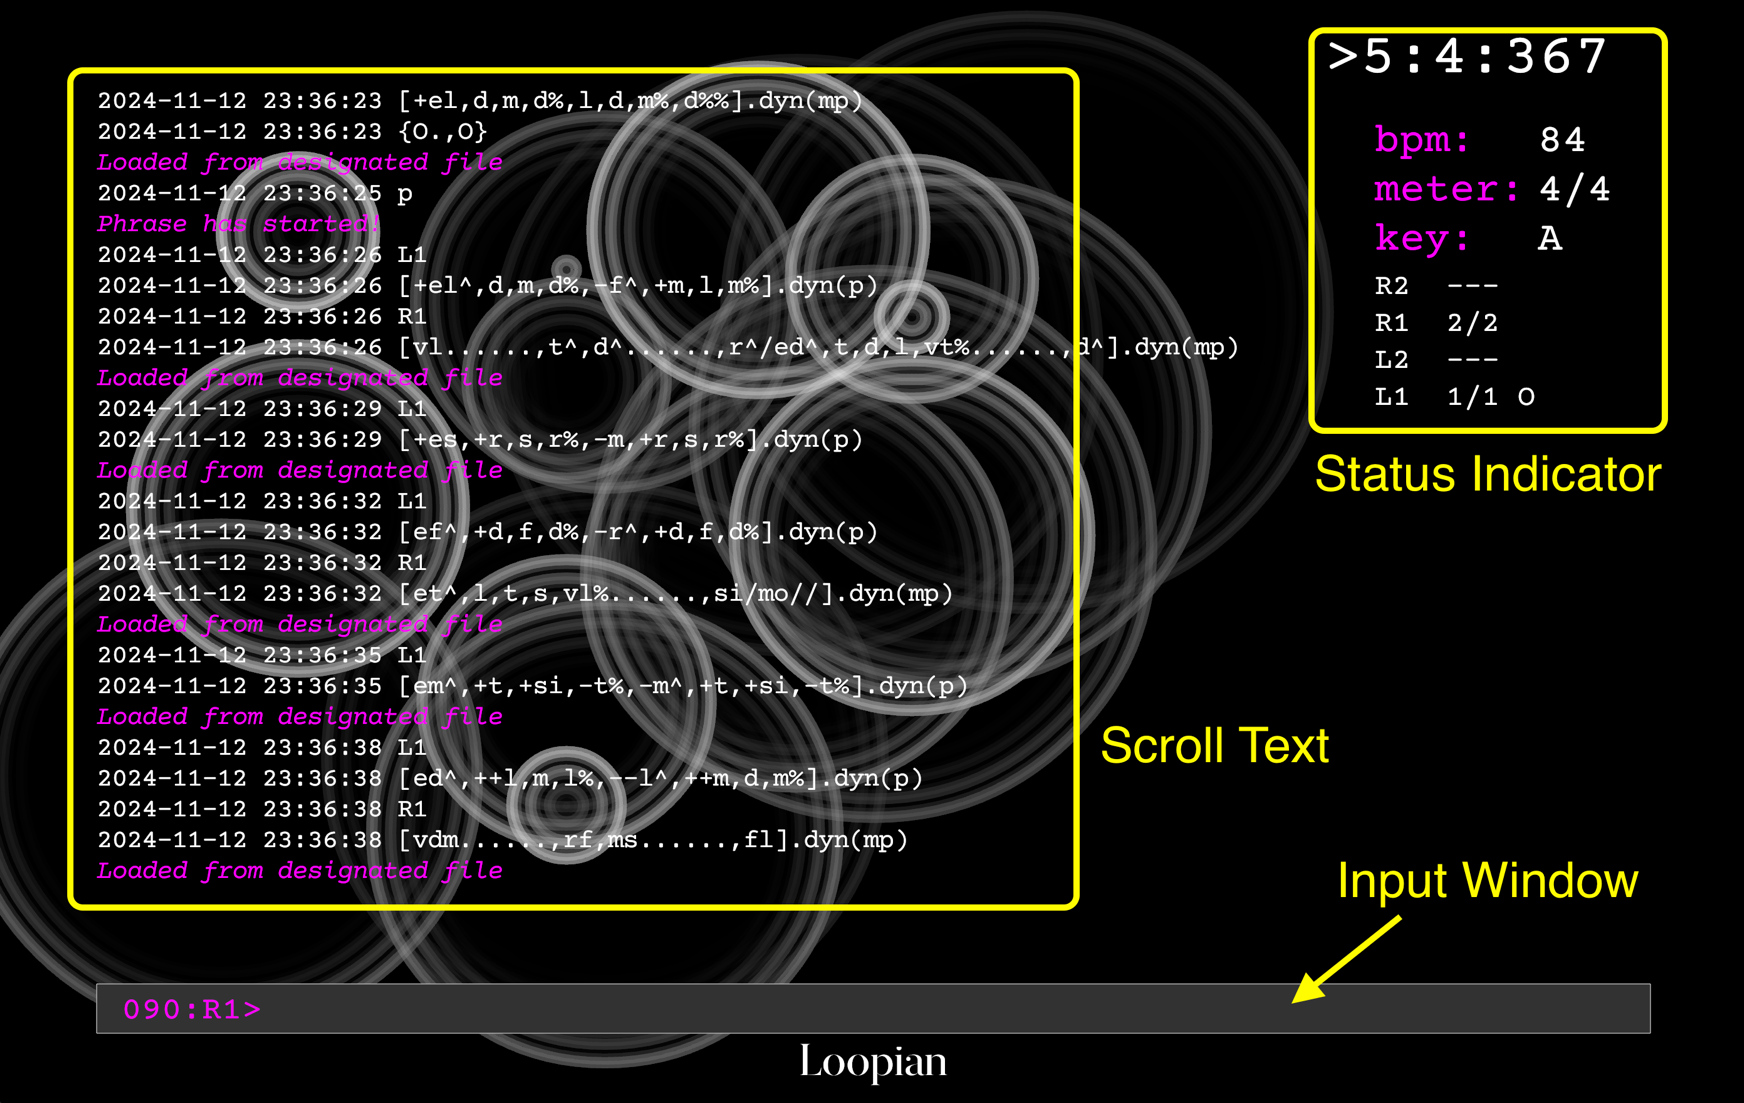 2024-11-12 23:36:23 [+el,d,m,d%,l,d,m%,d%%].dyn(mp)
2024-11-12 23:36:23 {O.,O}
Loaded from designated file
2024-11-12 23:36:25 p
Phrase has started!
2024-11-12 23:36:26 L1
2024-11-12 23:36:26 [+el^,d,m,d%,-f^,+m,l,m%].dyn(p)
2024-11-12 23:36:26 R1
2024-11-12 23:36:26 [vl......,t^,d^......,r^/ed^,t,d,l,vt%......,d^].dyn(mp)
Loaded from designated file
2024-11-12 23:36:29 L1
2024-11-12 23:36:29 [+es,+r,s,r%,-m,+r,s,r%].dyn(p)
Loaded from designated file
2024-11-12 23:36:32 L1
2024-11-12 23:36:32 [ef^,+d,f,d%,-r^,+d,f,d%].dyn(p)
2024-11-12 23:36:32 R1
2024-11-12 23:36:32 [et^,l,t,s,vl%......,si/mo//].dyn(mp)
Loaded from designated file
2024-11-12 23:36:35 L1
2024-11-12 23:36:35 [em^,+t,+si,-t%,-m^,+t,+si,-t%].dyn(p)
Loaded from designated file
2024-11-12 23:36:38 L1
2024-11-12 23:36:38 [ed^,++l,m,l%,--l^,++m,d,m%].dyn(p)
2024-11-12 23:36:38 R1
2024-11-12 23:36:38 [vdm......,rf,ms......,fl].dyn(mp)
Loaded from designated file
>5:4:367
bpm: 84
meter: 4/4
key: A
R2 ---
R1 2/2
L2 ---
L1 1/1 O
Status Indicator
Scroll Text
Input Window
090:R1>
Loopian